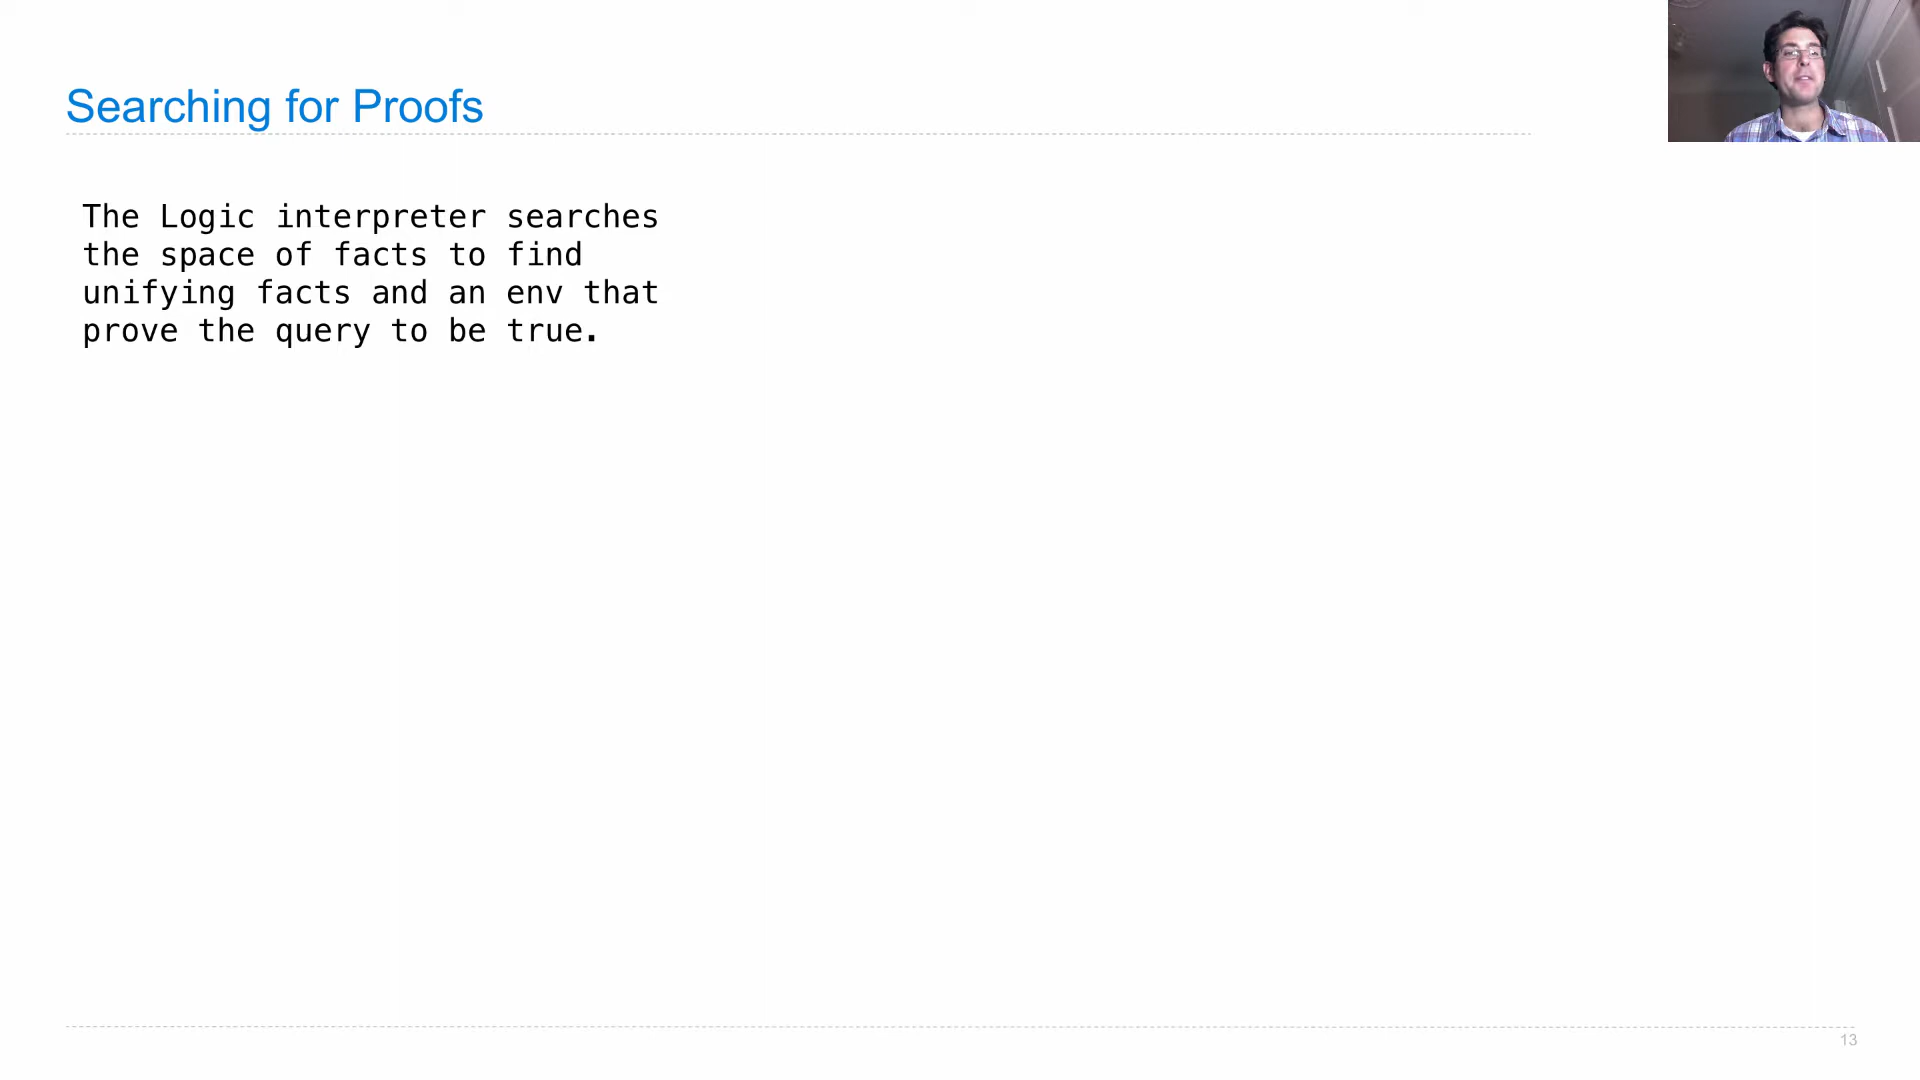 Searching for Proofs
The Logic interpreter searches
the space of facts to find
unifying facts and an env that
prove the query to be true.
13